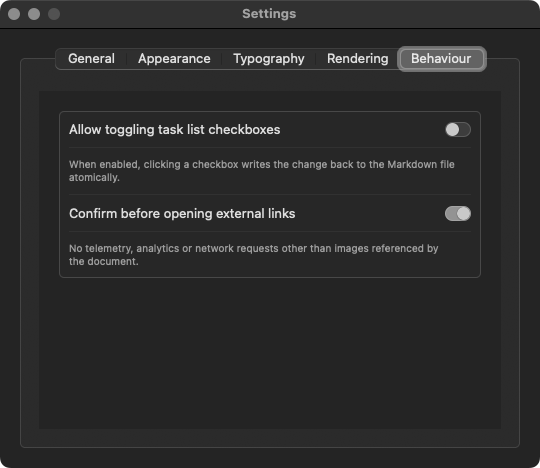 Settings
General Appearance Typography Rendering Behaviour
Allow toggling task list checkboxes
When enabled, clicking a checkbox writes the change back to the Markdown file
atomically.
Confirm before opening external links
No telemetry, analytics or network requests other than images referenced by
the document.